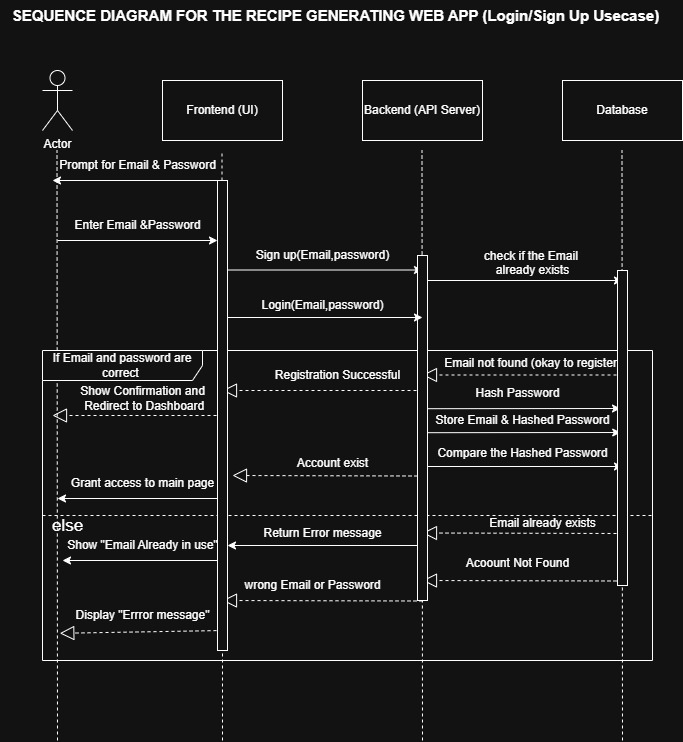 SEQUENCE DIAGRAM FOR THE RECIPE GENERATING WEB APP (Login/Sign Up Usecase)
Actor
Frontend (UI)
Backend (API Server)
Database
Prompt for Email & Password
Enter Email &Password
Sign up(Email,password)
check if the Email
already exists
Login(Email,password)
If Email and password are
correct
Email not found (okay to register
Registration Successful
Show Confirmation and
Redirect to Dashboard
Hash Password
Store Email & Hashed Password
Compare the Hashed Password
Account exist
Grant access to main page
else
Email already exists
Return Error message
Show "Email Already in use"
Acoount Not Found
wrong Email or Password
Display "Errror message"